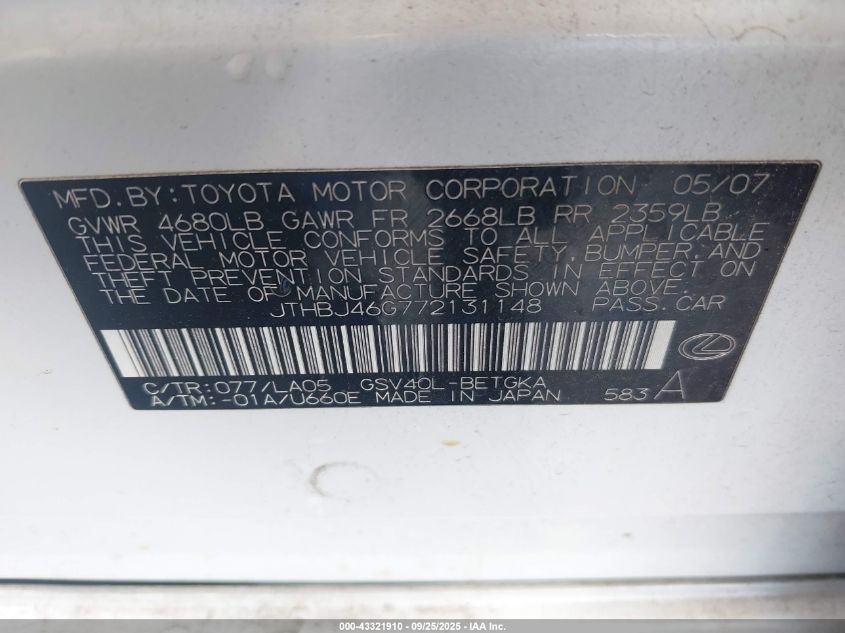 MFD.BY:TOYOTA MOTOR CORPORATION 05/07
GVWR 4680LB GAWR FR 2668LB RR 2359LB
THIS VEHICLE CONFORMS TO ALL APPLICABLE
FEDERAL MOTOR VEHICLE SAFETY,BUMPER,AND
THEFT PREVENTION STANDARDS IN EFFECT ON
THE DATE OF MANUFACTURE SHOWN ABOVE.
JTHBJ46G772131148 PASS.CAR
C/TR:077/LA05 GSV40L-BETGKA
A/TM:-01A/U660E MADE IN JAPAN 583A
000-43321910 - 09/25/2025 - IAA Inc.